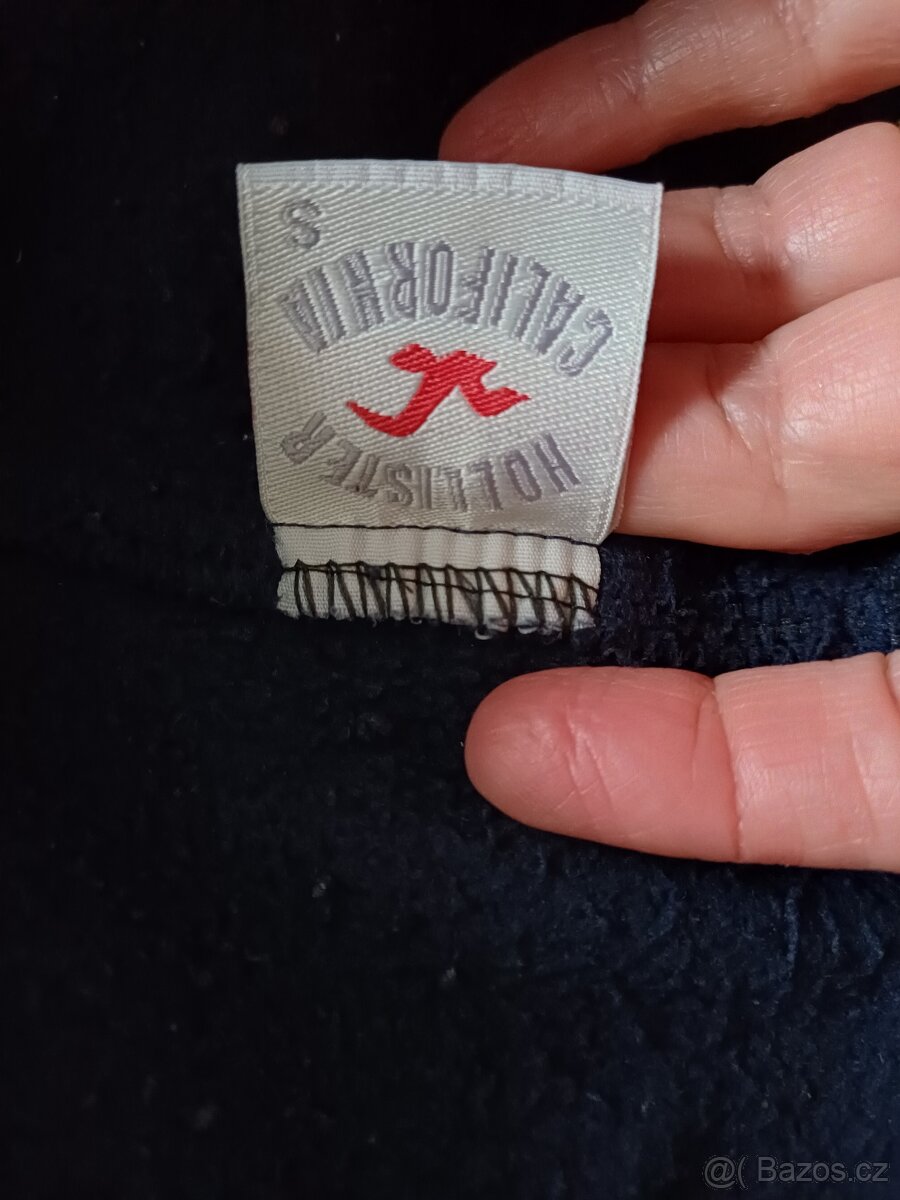 HOLLISTER
CALIFORNIA
S
@( Bazos.cz